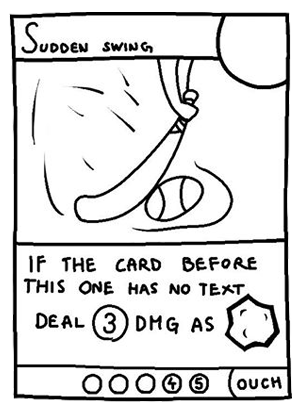 SUDDEN SWING
IF THE CARD BEFORE
THIS ONE HAS NO TEXT
DEAL 3 DMG AS
4 5 OUCH